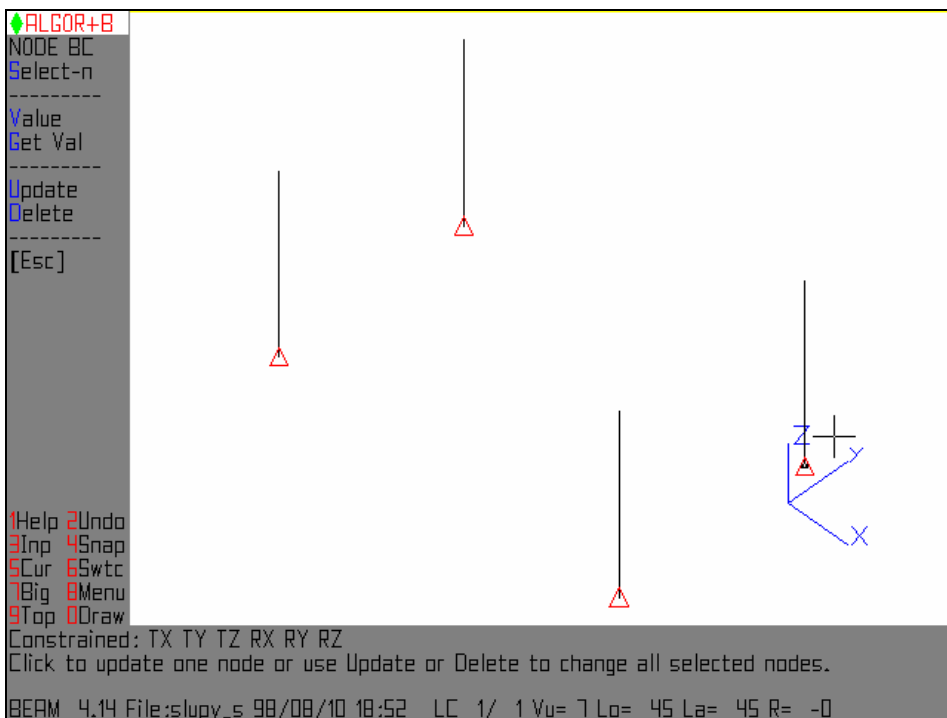 ALGOR+B
NODE BC
Select-n
---------
Value
Get Val
---------
Update
Delete
---------
[Esc]
Z
Y
X
1Help 2Undo
3Inp 4Snap
5Cur 6Swtc
7Big 8Menu
9Top 0Draw
Constrained: TX TY TZ RX RY RZ
Click to update one node or use Update or Delete to change all selected nodes.
BEAM 4.14 File:slupy_s 98/08/10 18:52 LC 1/ 1 Vu= 7 Lo= 45 La= 45 R= -0